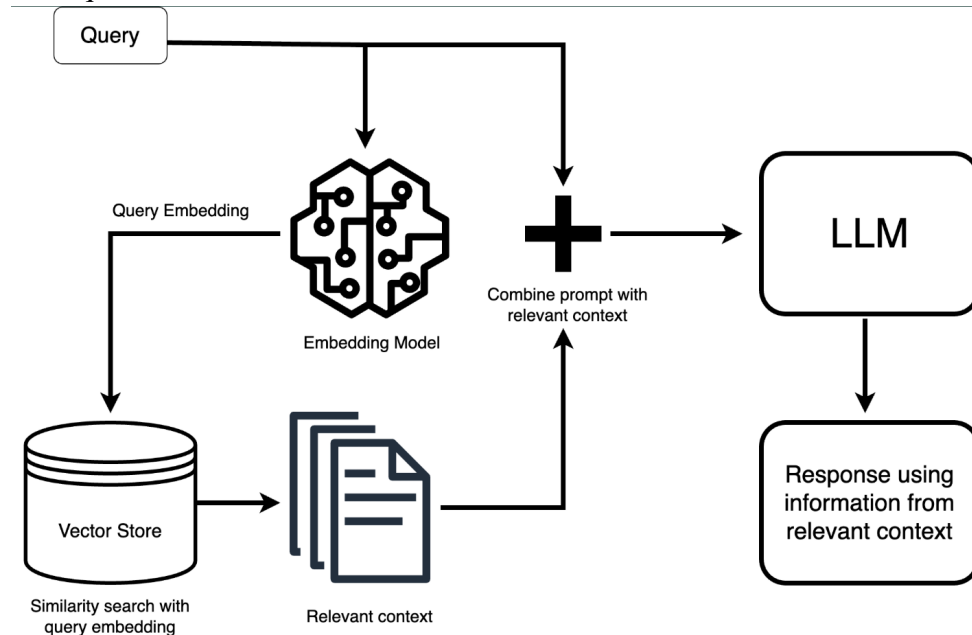 Query
Query Embedding
Embedding Model
Combine prompt with
relevant context
LLM
Vector Store
Similarity search with
query embedding
Relevant context
Response using
information from
relevant context